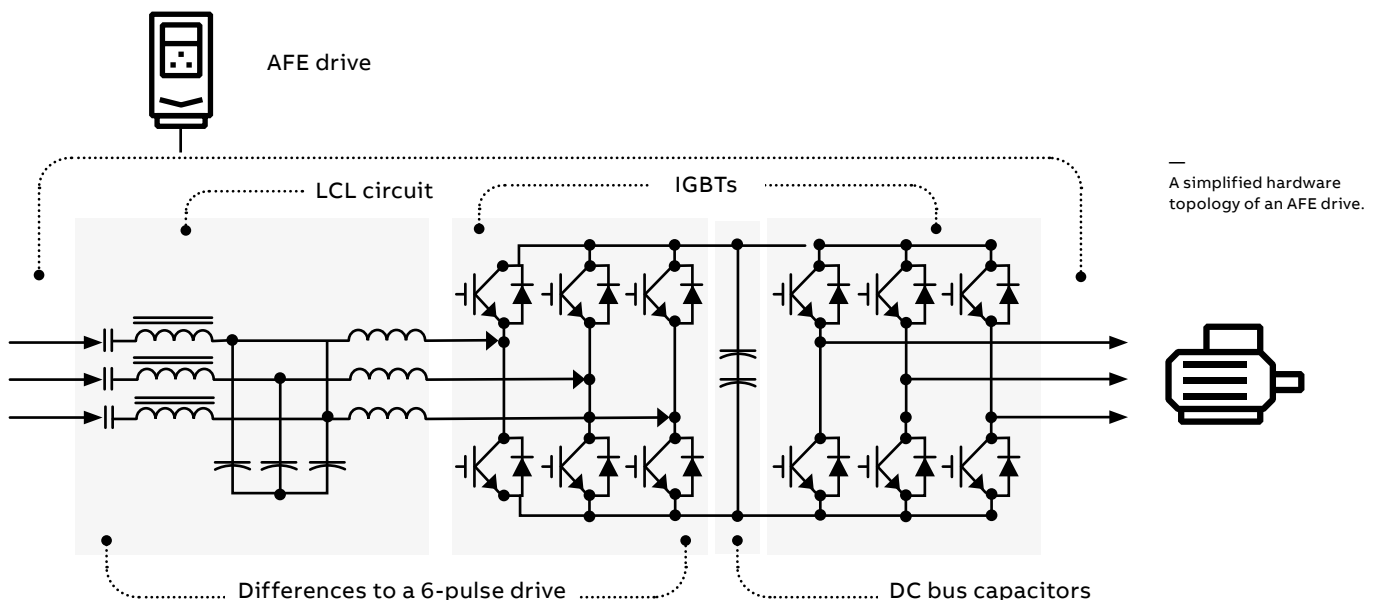 AFE drive
LCL circuit
IGBTs
—
A simplified hardware
topology of an AFE drive.
Differences to a 6-pulse drive
DC bus capacitors